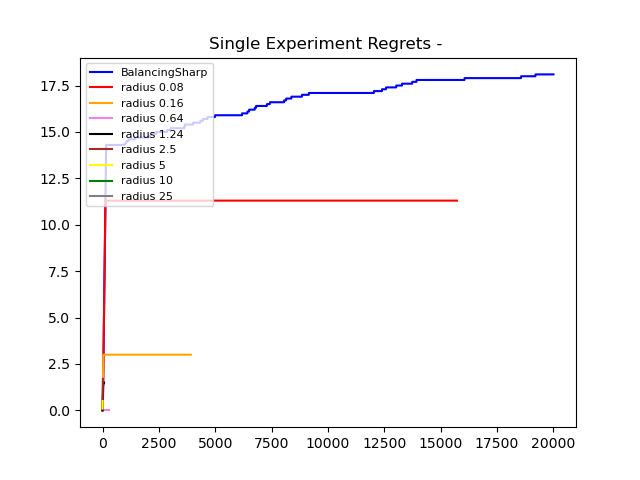 Single Experiment Regrets -
BalancingSharp
radius 0.08
radius 0.16
radius 0.64
radius 1.24
radius 2.5
radius 5
radius 10
radius 25
17.5
15.0
12.5
10.0
7.5
5.0
2.5
0.0
0 2500 5000 7500 10000 12500 15000 17500 20000